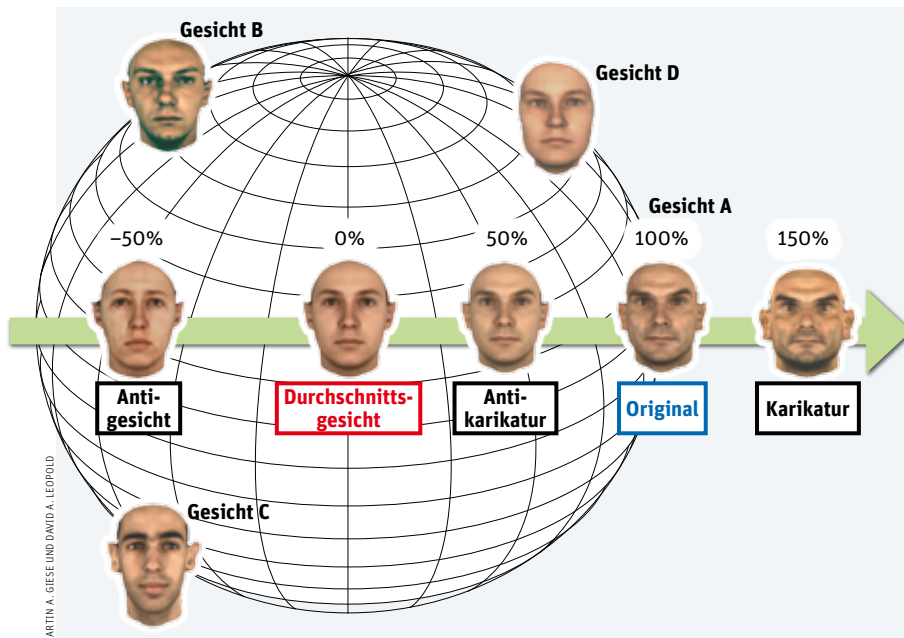 Gesicht B
Gesicht D
Gesicht A
–50%
0%
50%
100%
150%
Anti-
gesicht
Durchschnitts-
gesicht
Anti-
karikatur
Original
Karikatur
Gesicht C
ARTIN A. GIESE UND DAVID A. LEOPOLD